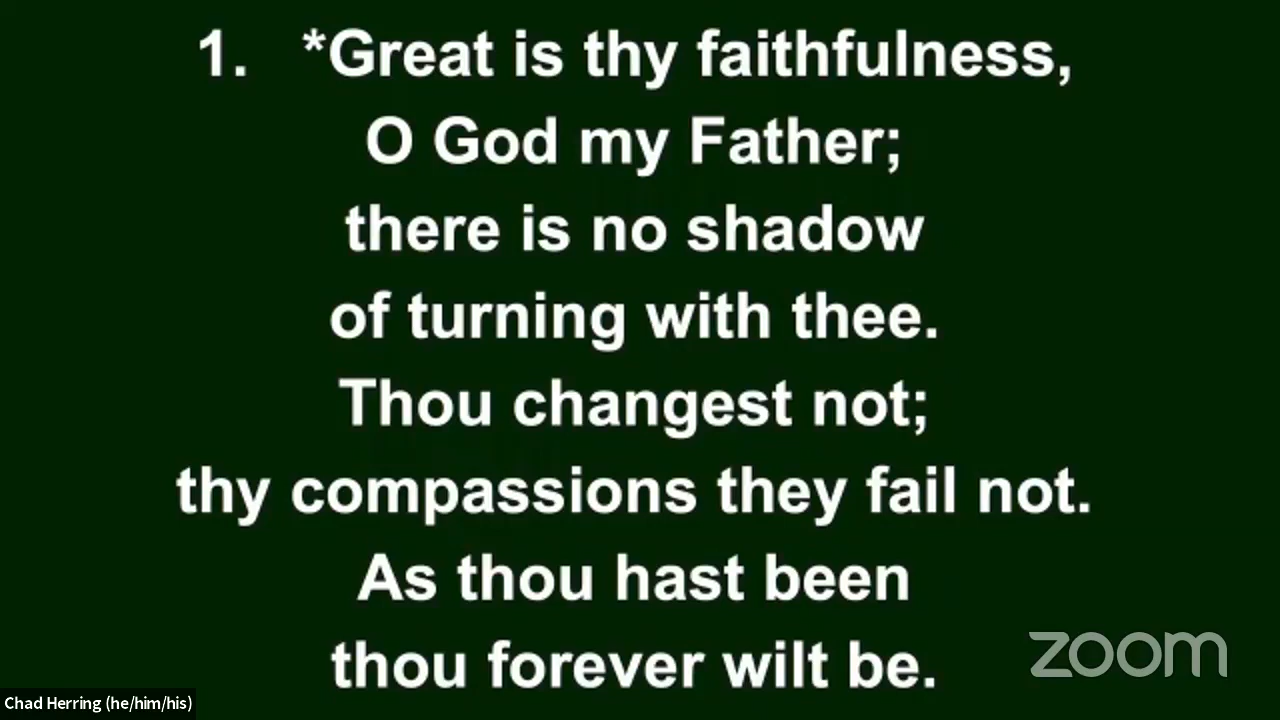 1. *Great is thy faithfulness,
O God my Father;
there is no shadow
of turning with thee.
Thou changest not;
thy compassions they fail not.
As thou hast been
thou forever wilt be.
zoom
Chad Herring (he/him/his)